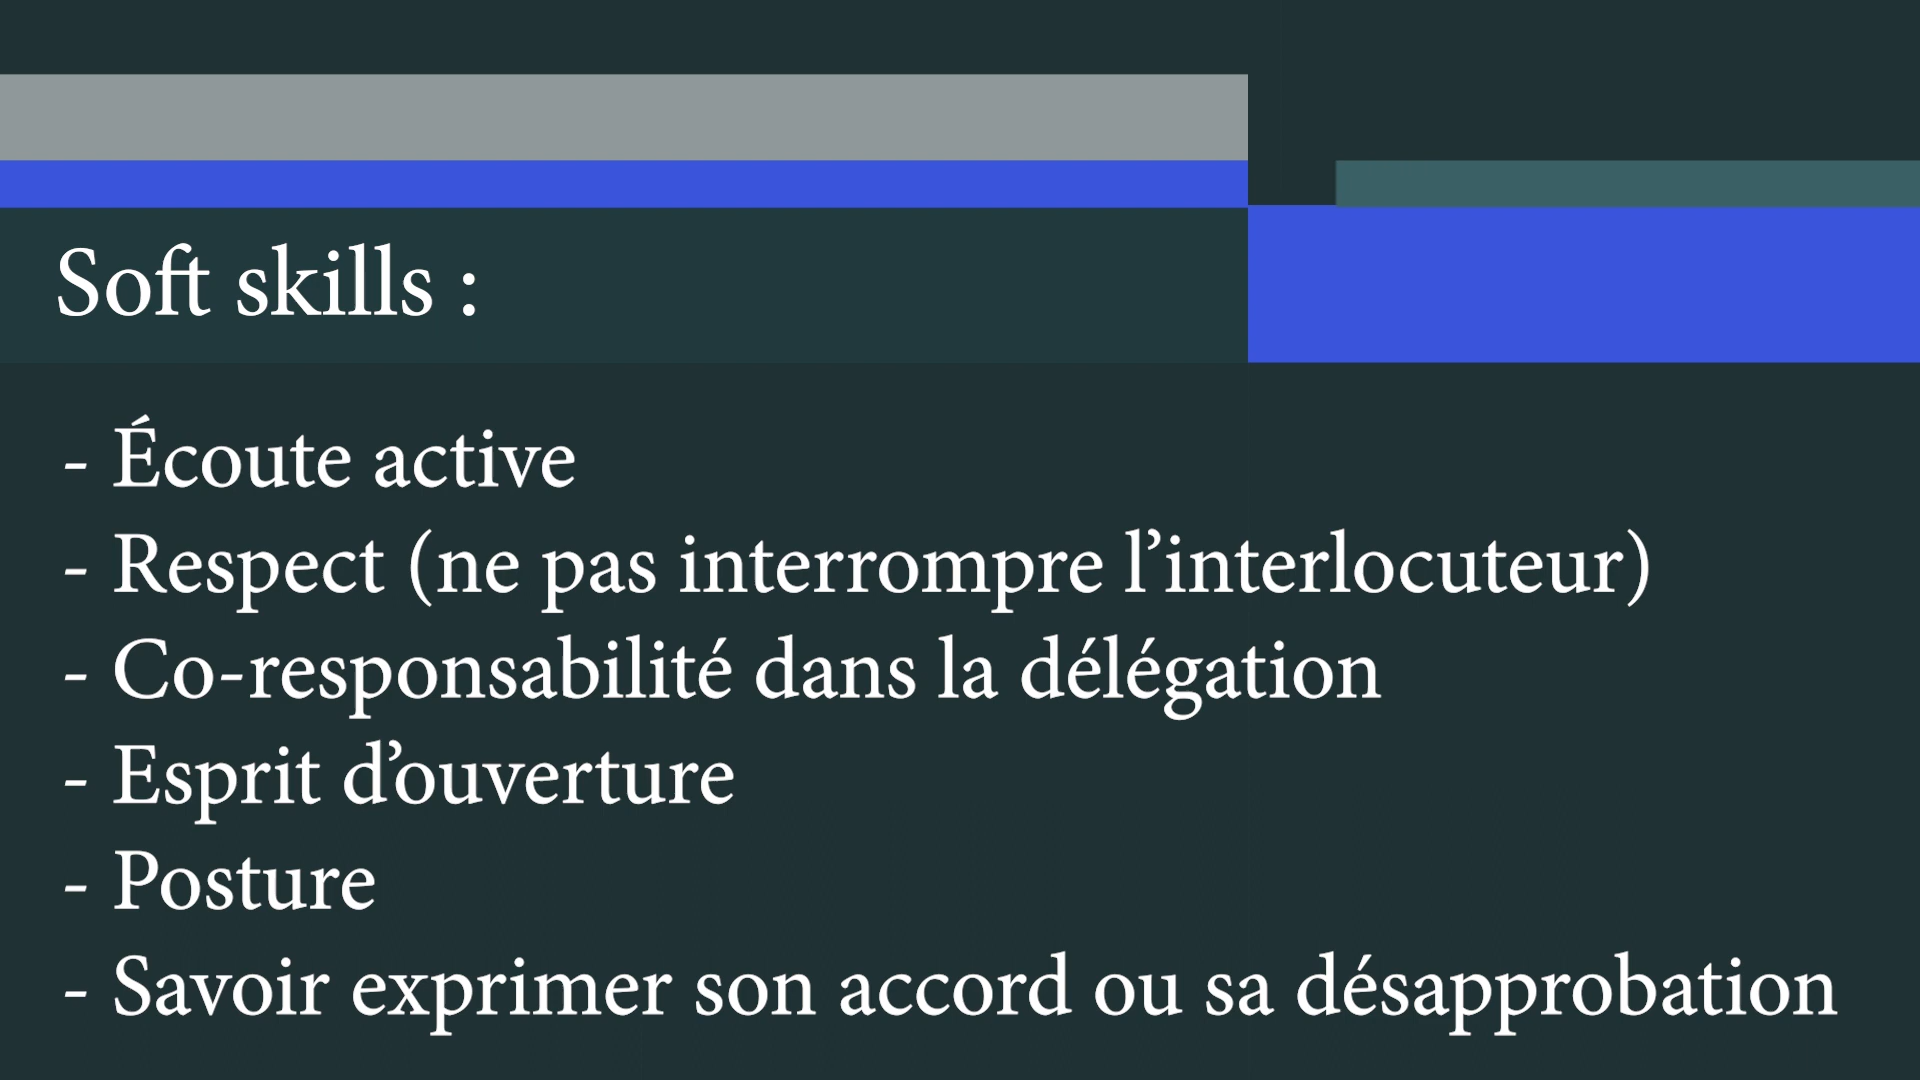 Soft skills :
- Écoute active
- Respect (ne pas interrompre l’interlocuteur)
- Co-responsabilité dans la délégation
- Esprit d’ouverture
- Posture
- Savoir exprimer son accord ou sa désapprobation